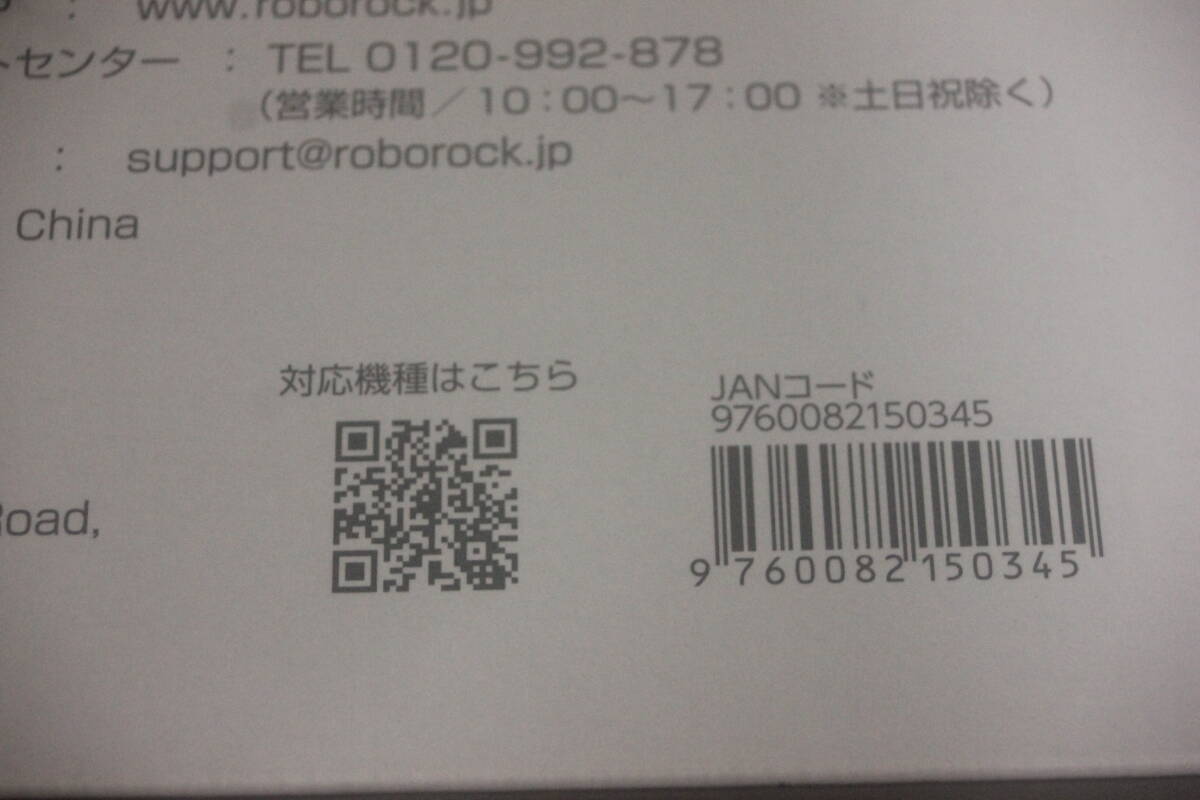 : www.roborock.jp
トセンター : TEL 0120-992-878
(営業時間/10:00～17:00 ※土日祝除く)
: support@roborock.jp
China
対応機種はこちら
JANコード
9760082150345
Road,
9 760082 150345